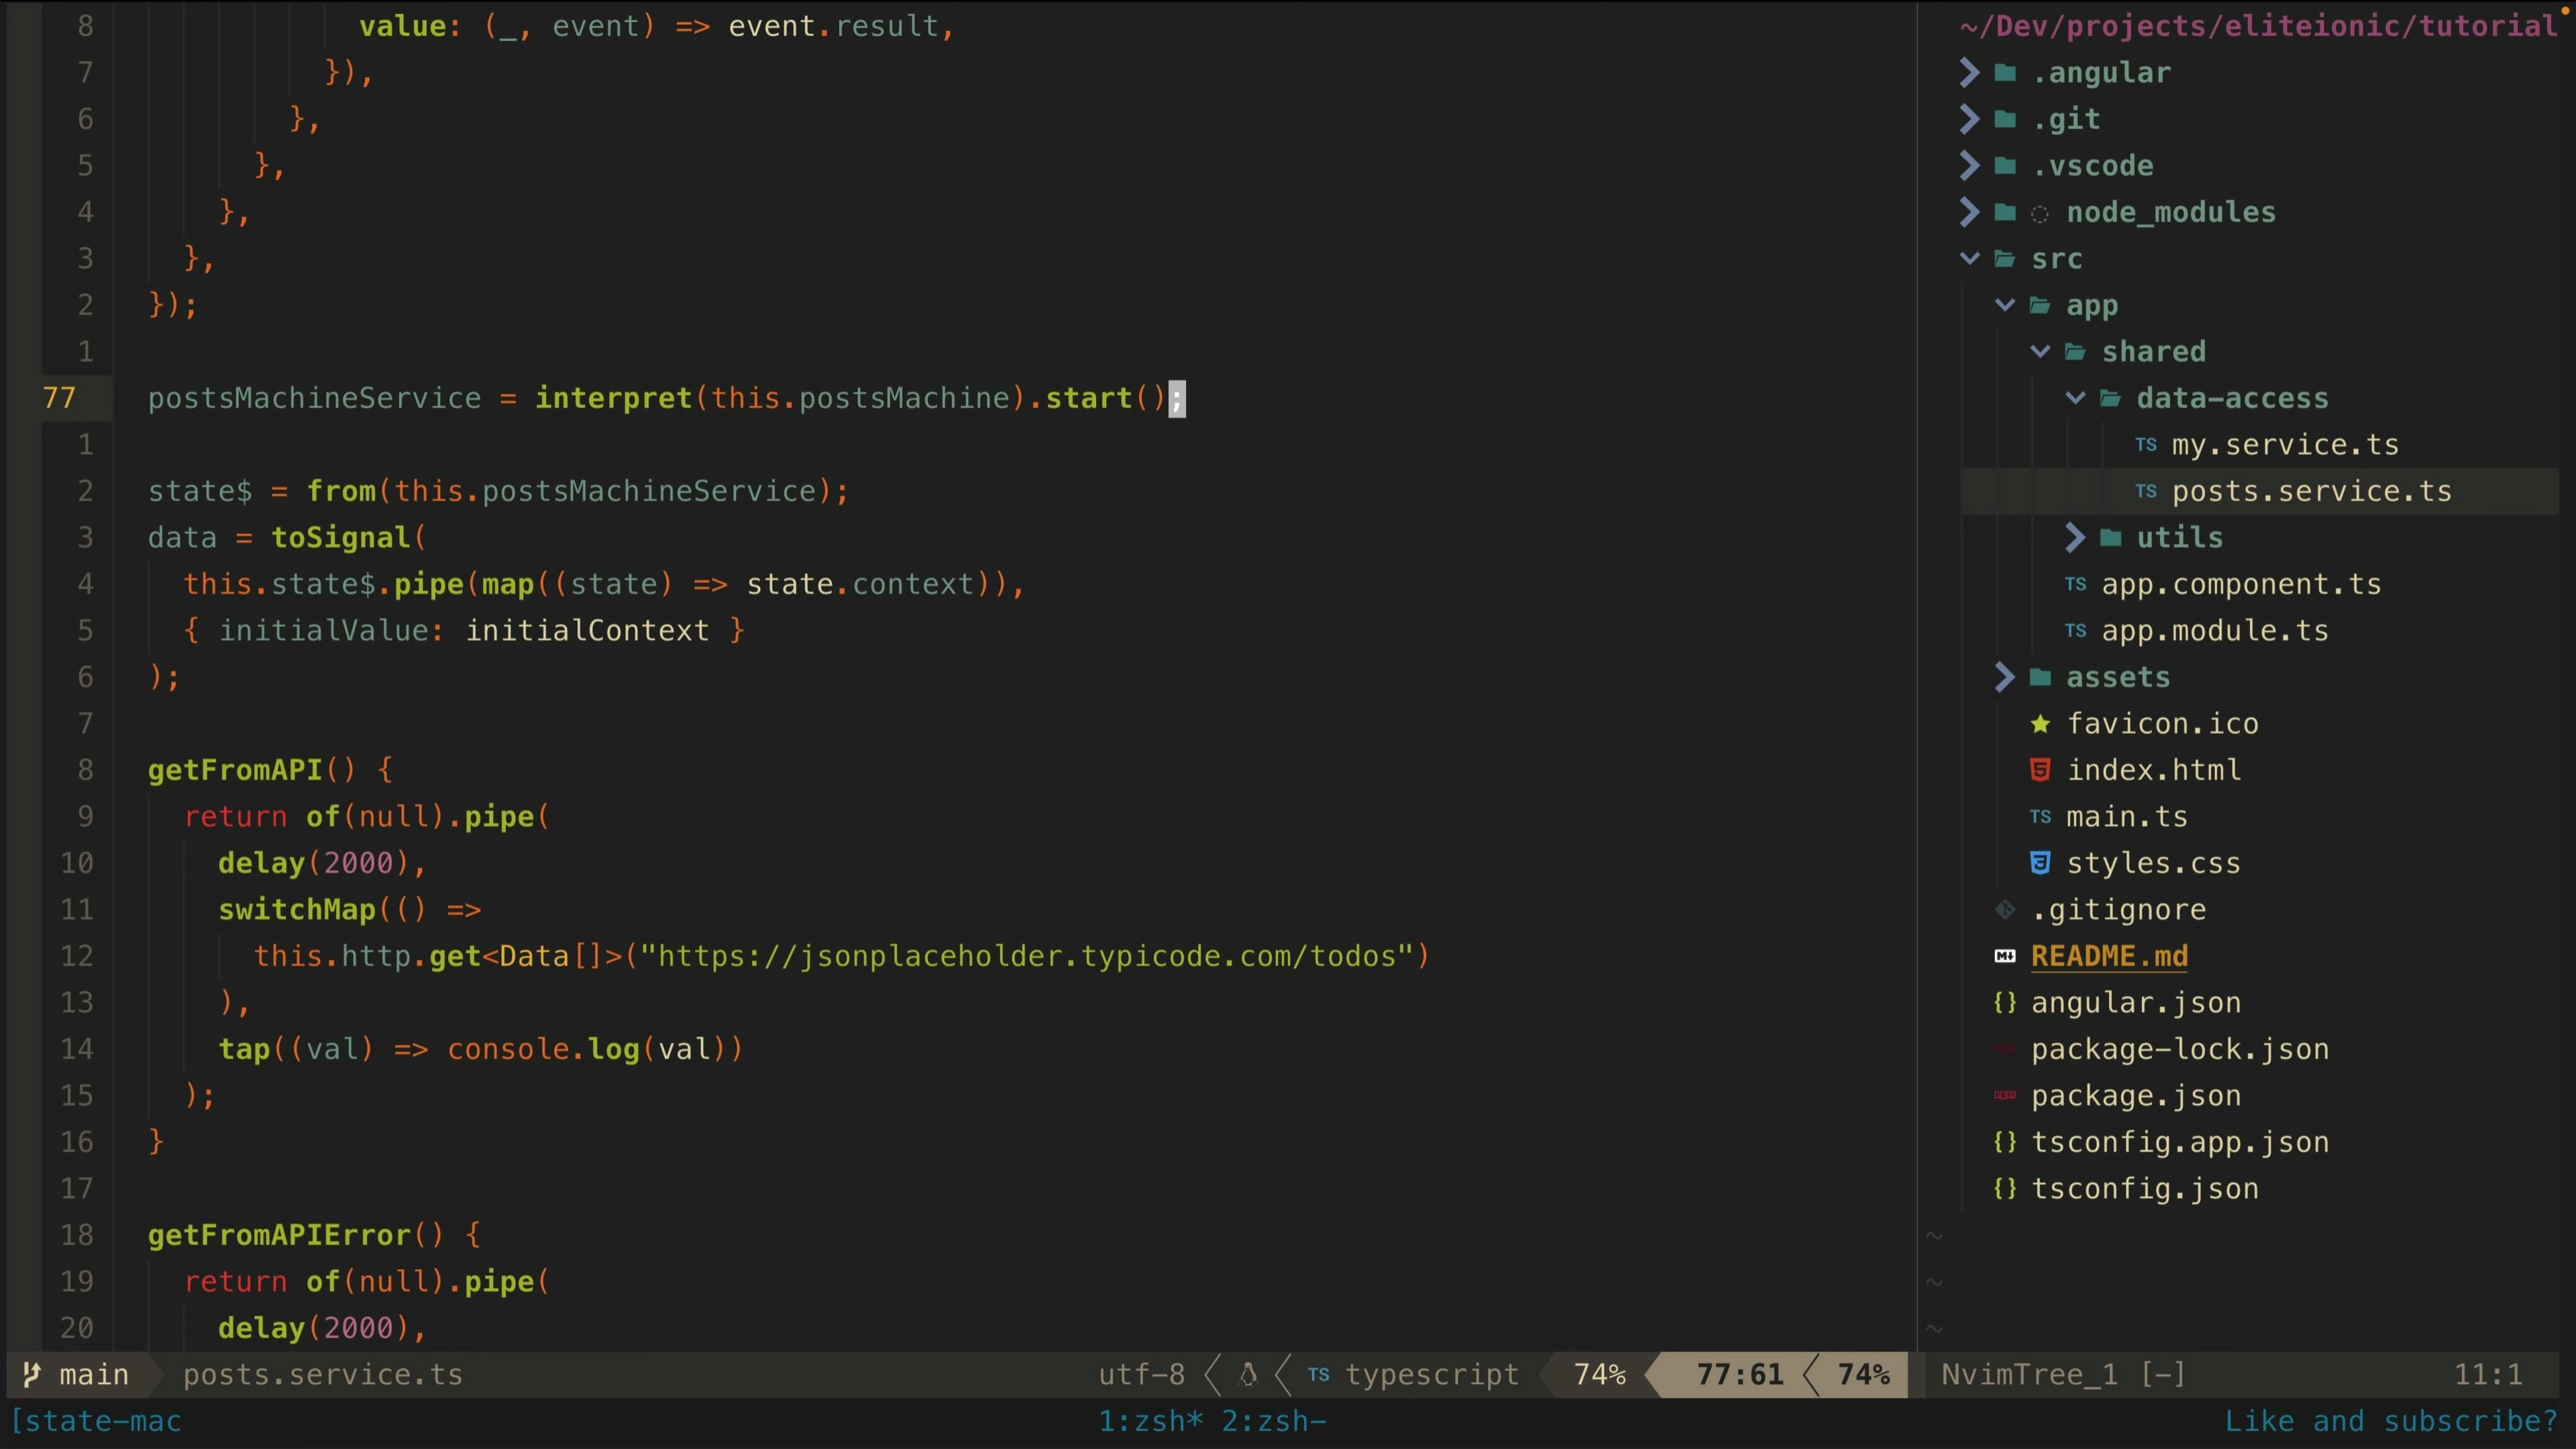 8 value: (_, event) => event.result,
7 }),
6 },
5 },
4 },
3 },
2 });
1
77 postsMachineService = interpret(this.postsMachine).start();
1
2 state$ = from(this.postsMachineService);
3 data = toSignal(
4 this.state$.pipe(map((state) => state.context)),
5 { initialValue: initialContext }
6 );
7
8 getFromAPI() {
9 return of(null).pipe(
10 delay(2000),
11 switchMap(() =>
12 this.http.get<Data[]>("https://jsonplaceholder.typicode.com/todos")
13 ),
14 tap((val) => console.log(val))
15 );
16 }
17
18 getFromAPIError() {
19 return of(null).pipe(
20 delay(2000),
~/Dev/projects/eliteionic/tutorial
.angular
.git
.vscode
node_modules
src
app
shared
data-access
TS my.service.ts
TS posts.service.ts
utils
TS app.component.ts
TS app.module.ts
assets
favicon.ico
index.html
TS main.ts
styles.css
.gitignore
README.md
{} angular.json
package-lock.json
package.json
{} tsconfig.app.json
{} tsconfig.json
~
~
~
main posts.service.ts utf-8 TS typescript 74% 77:61 74% NvimTree_1 [-] 11:1
[state-mac 1:zsh* 2:zsh- Like and subscribe?